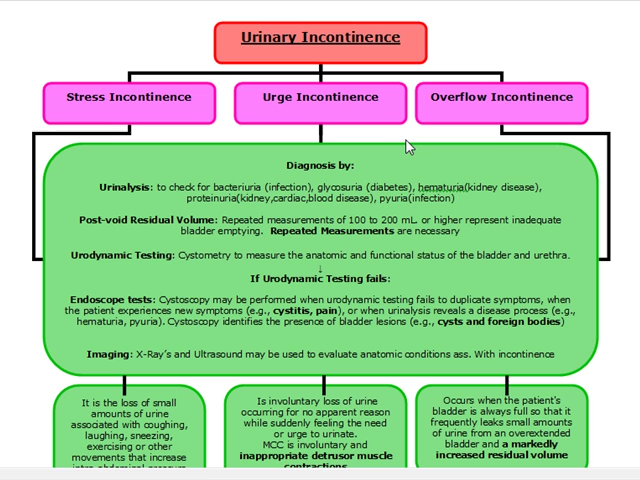 Urinary Incontinence
Stress Incontinence
Urge Incontinence
Overflow Incontinence
Diagnosis by:
Urinalysis: to check for bacteriuria (infection), glycosuria (diabetes), hematuria(kidney disease),
proteinuria(kidney,cardiac,blood disease), pyuria(infection)
Post-void Residual Volume: Repeated measurements of 100 to 200 mL. or higher represent inadequate
bladder emptying. Repeated Measurements are necessary
Urodynamic Testing: Cystometry to measure the anatomic and functional status of the bladder and urethra.
↓
If Urodynamic Testing fails:
Endoscope tests: Cystoscopy may be performed when urodynamic testing fails to duplicate symptoms, when
the patient experiences new symptoms (e.g., cystitis, pain), or when urinalysis reveals a disease process (e.g.,
hematuria, pyuria). Cystoscopy identifies the presence of bladder lesions (e.g., cysts and foreign bodies)
Imaging: X-Ray's and Ultrasound may be used to evaluate anatomic conditions ass. With incontinence
It is the loss of small
amounts of urine
associated with coughing,
laughing, sneezing,
exercising or other
movements that increase
intra-abdominal pressure
Is involuntary loss of urine
occurring for no apparent reason
while suddenly feeling the need
or urge to urinate.
MCC is involuntary and
inappropriate detrusor muscle
contractions.
Occurs when the patient's
bladder is always full so that it
frequently leaks small amounts
of urine from an overextended
bladder and a markedly
increased residual volume